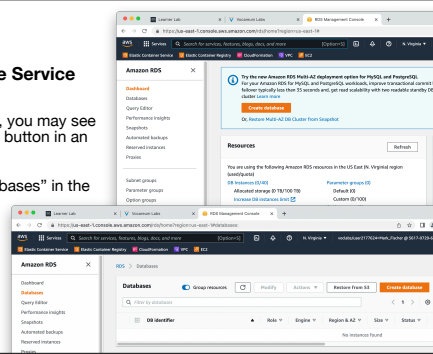 e Service
, you may see
button in an
bases” in the
Learner Lab
Vocareum Labs
RDS Management Console
us-east-1.console.aws.amazon.com/rds/home?region=us-east-1#
aws
Services
Search for services, features, blogs, docs, and more
[Option+S]
N. Virginia
Elastic Container Service
Elastic Container Registry
CloudFormation
VPC
EC2
Amazon RDS
Dashboard
Databases
Query Editor
Performance insights
Snapshots
Automated backups
Reserved instances
Proxies
Subnet groups
Parameter groups
Option groups
Try the new Amazon RDS Multi-AZ deployment option for MySQL and PostgreSQL
For your Amazon RDS for MySQL and PostgreSQL workloads, improve transactional commit
failover typically less than 35 seconds and, get read scalability with two readable standby DB
cluster Learn more
Create database
Or, Restore Multi-AZ DB Cluster from Snapshot
Resources
Refresh
You are using the following Amazon RDS resources in the US East (N. Virginia) region
(used/quota)
DB Instances (0/40)
Parameter groups (0)
Allocated storage (0 TB/100 TB)
Default (0)
Increase DB instances limit
Custom (0/100)
Learner Lab
Vocareum Labs
RDS Management Console
us-east-1.console.aws.amazon.com/rds/home?region=us-east-1#databases:
aws
Services
Search for services, features, blogs, docs, and more
[Option+S]
N. Virginia
Elastic Container Service
Elastic Container Registry
CloudFormation
VPC
EC2
Amazon RDS
Dashboard
Databases
Query Editor
Performance insights
Snapshots
Automated backups
Reserved instances
Proxies
RDS > Databases
Databases
Group resources
Modify
Actions
Restore from S3
Create database
Filter by databases
1
DB identifier
Role
Engine
Region & AZ
Size
Status
No instances found